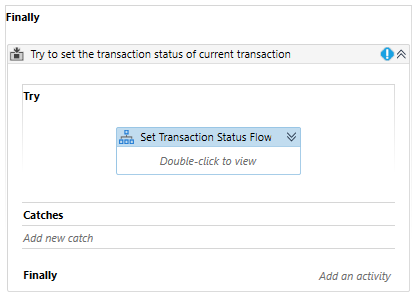 Finally
Try to set the transaction status of current transaction
Try
Set Transaction Status Flow
Double-click to view
Catches
Add new catch
Finally Add an activity